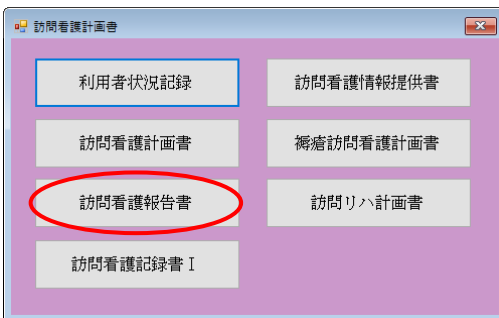 訪問看護計画書
利用者状況記録
訪問看護情報提供書
訪問看護計画書
褥瘡訪問看護計画書
訪問看護報告書
訪問リハ計画書
訪問看護記録書Ⅰ